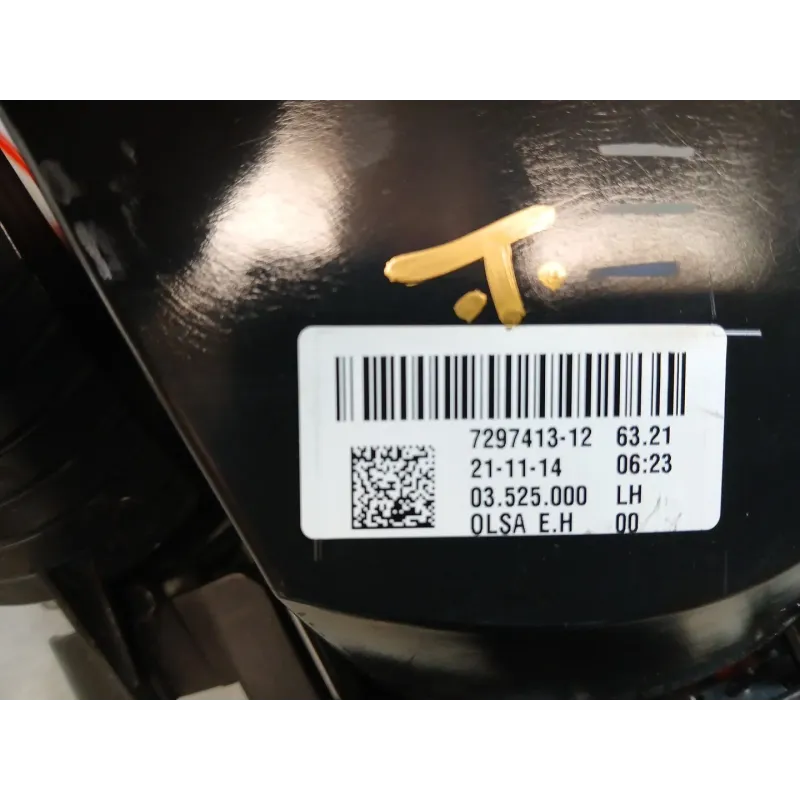 T.
7297413-12 63.21
21-11-14 06:23
03.525.000 LH
OLSA E.H 00